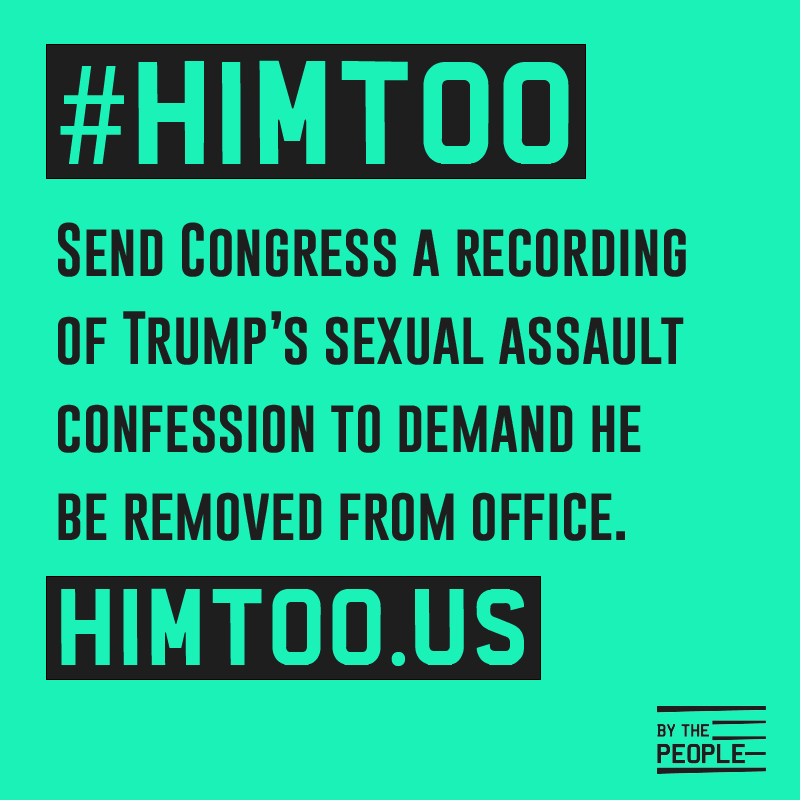 #HIMTOO
Send Congress a recording
of Trump's sexual assault
confession to demand he
be removed from office.
HIMTOO.US
BY THE
PEOPLE